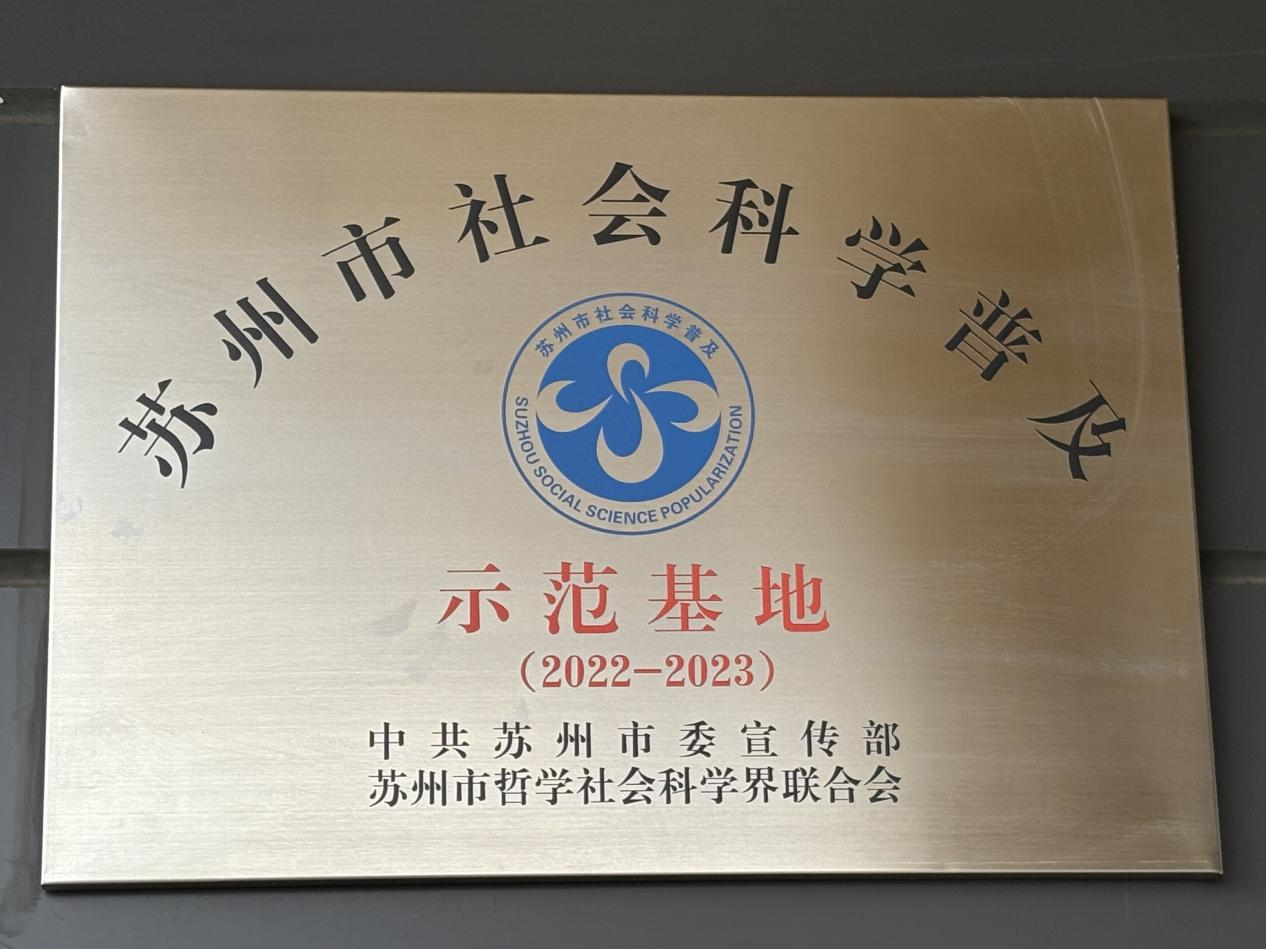 苏州市社会科学普及
苏州市社会科学普及
SUZHOU SOCIAL SCIENCE POPULARIZATION
示范基地
（2022—2023）
中共苏州市委宣传部
苏州市哲学社会科学界联合会